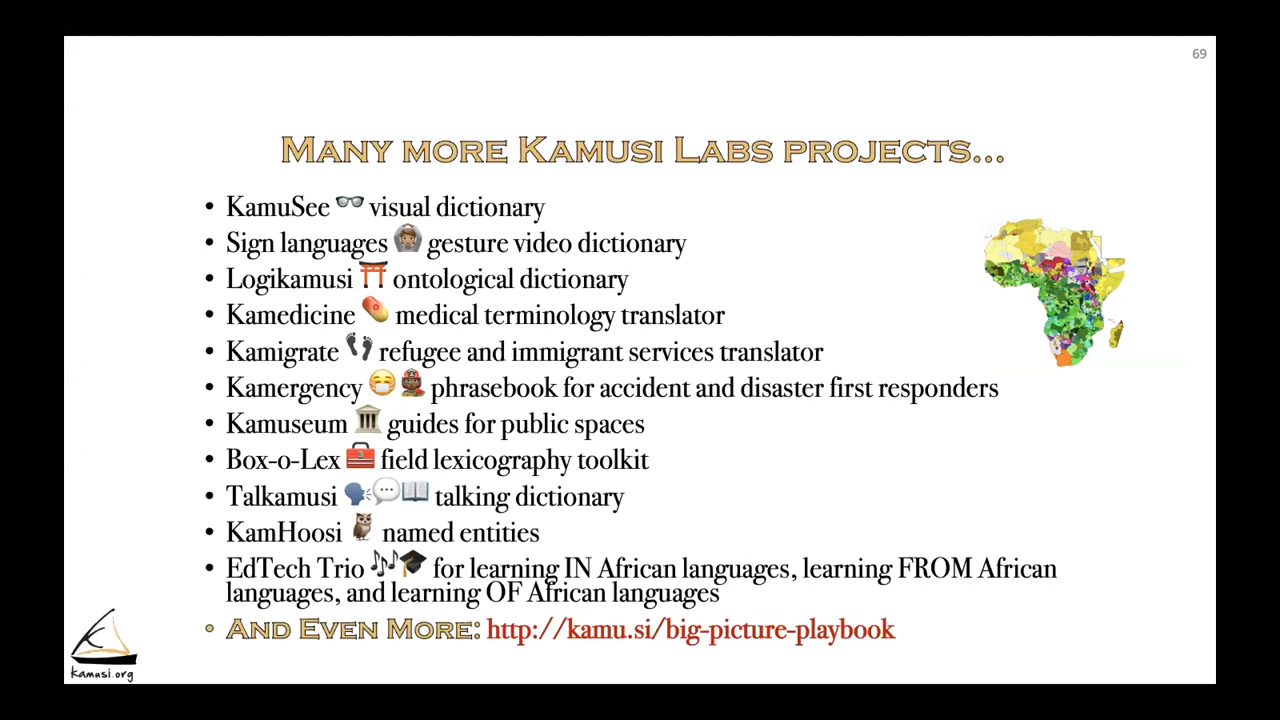 69
Many more Kamusi Labs projects...
• KamuSee 👓 visual dictionary
• Sign languages 🙆🏽 gesture video dictionary
• Logikamusi ⛩ ontological dictionary
• Kamedicine 💊 medical terminology translator
• Kamigrate 👣 refugee and immigrant services translator
• Kamergency 😷👨🏾‍🚒 phrasebook for accident and disaster first responders
• Kamuseum 🏛 guides for public spaces
• Box-o-Lex 🧰 field lexicography toolkit
• Talkamusi 🗣💬📖 talking dictionary
• KamHoosi 🦉 named entities
• EdTech Trio 🎶🎓 for learning IN African languages, learning FROM African
languages, and learning OF African languages
• And Even More: http://kamu.si/big-picture-playbook
kamusi.org